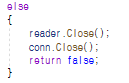 else
{
    reader.Close();
    conn.Close();
    return false;
}